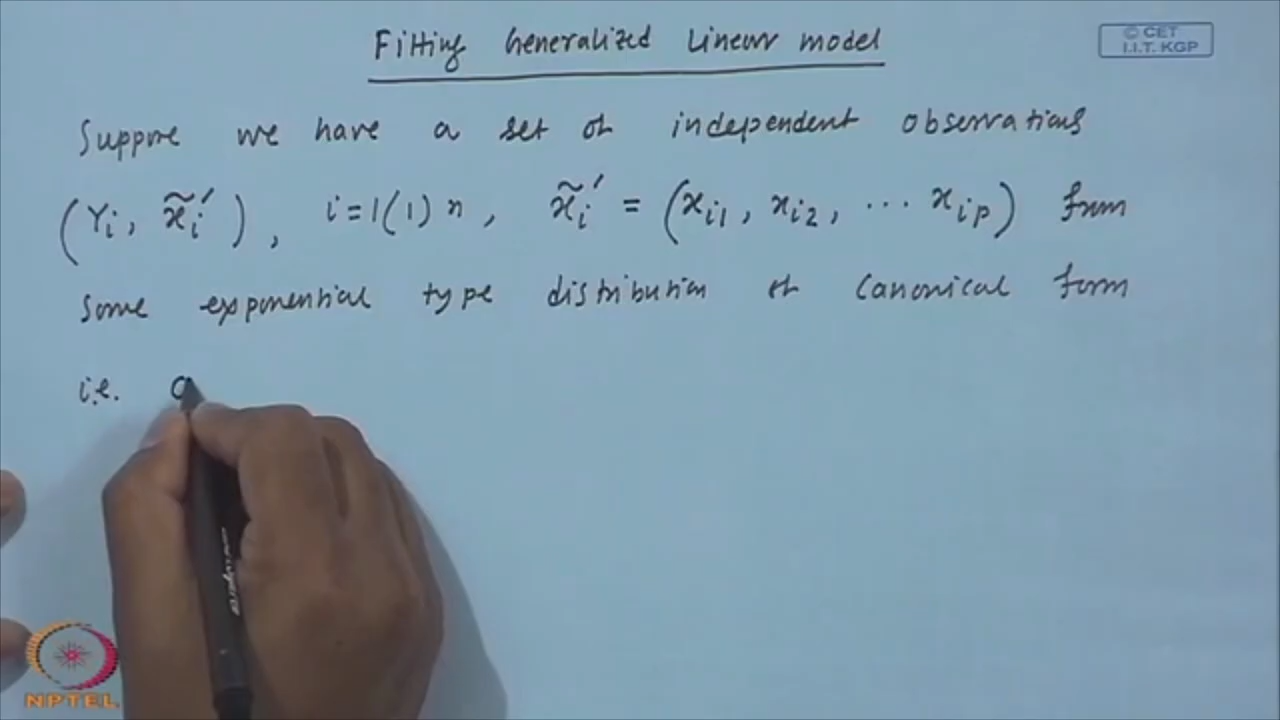 Fitting Generalized Linear model
© CET
I.I.T. KGP
Suppose we have a set of independent observations
(Yi, x̃i′), i=1(1)n, x̃i′ = (xi1, xi2, ... xip) from
some exponential type distribution of canonical form
i.e. a
NPTEL